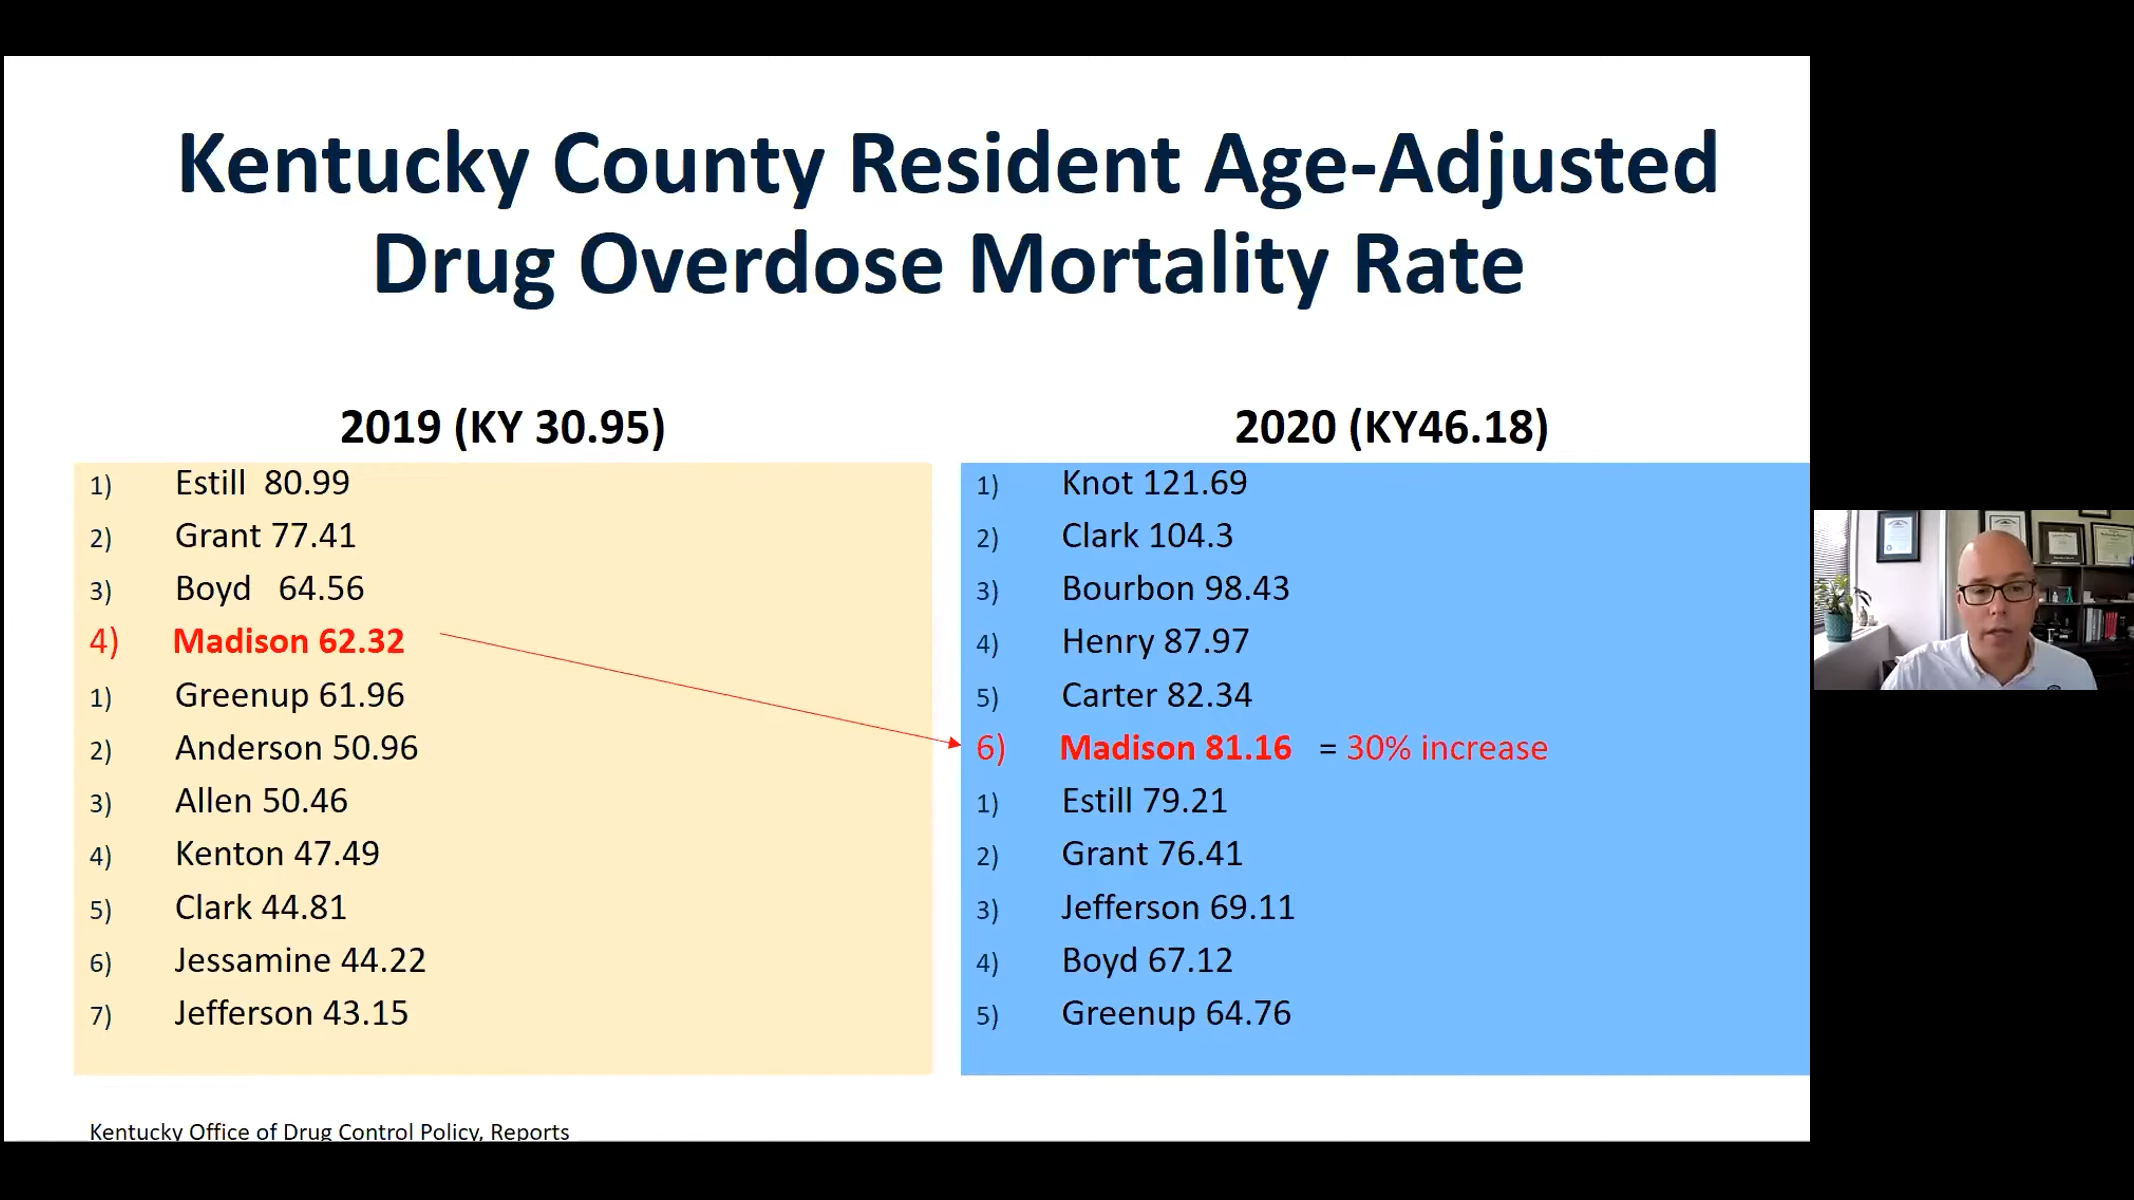 Kentucky County Resident Age-Adjusted
Drug Overdose Mortality Rate
2019 (KY 30.95)
1) Estill 80.99
2) Grant 77.41
3) Boyd 64.56
4) Madison 62.32
1) Greenup 61.96
2) Anderson 50.96
3) Allen 50.46
4) Kenton 47.49
5) Clark 44.81
6) Jessamine 44.22
7) Jefferson 43.15
2020 (KY46.18)
1) Knot 121.69
2) Clark 104.3
3) Bourbon 98.43
4) Henry 87.97
5) Carter 82.34
6) Madison 81.16 = 30% increase
1) Estill 79.21
2) Grant 76.41
3) Jefferson 69.11
4) Boyd 67.12
5) Greenup 64.76
Kentucky Office of Drug Control Policy, Reports